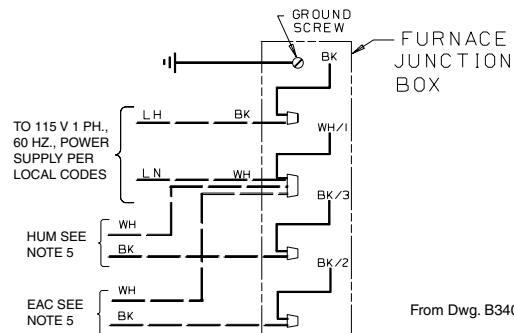 GROUND
SCREW
FURNACE
JUNCTION
BOX
BK
TO 115 V 1 PH.,
60 HZ., POWER
SUPPLY PER
LOCAL CODES
LH BK
WH/1
LN WH
BK/3
HUM SEE
NOTE 5
WH
BK
BK/2
EAC SEE
NOTE 5
WH
BK
From Dwg. B340